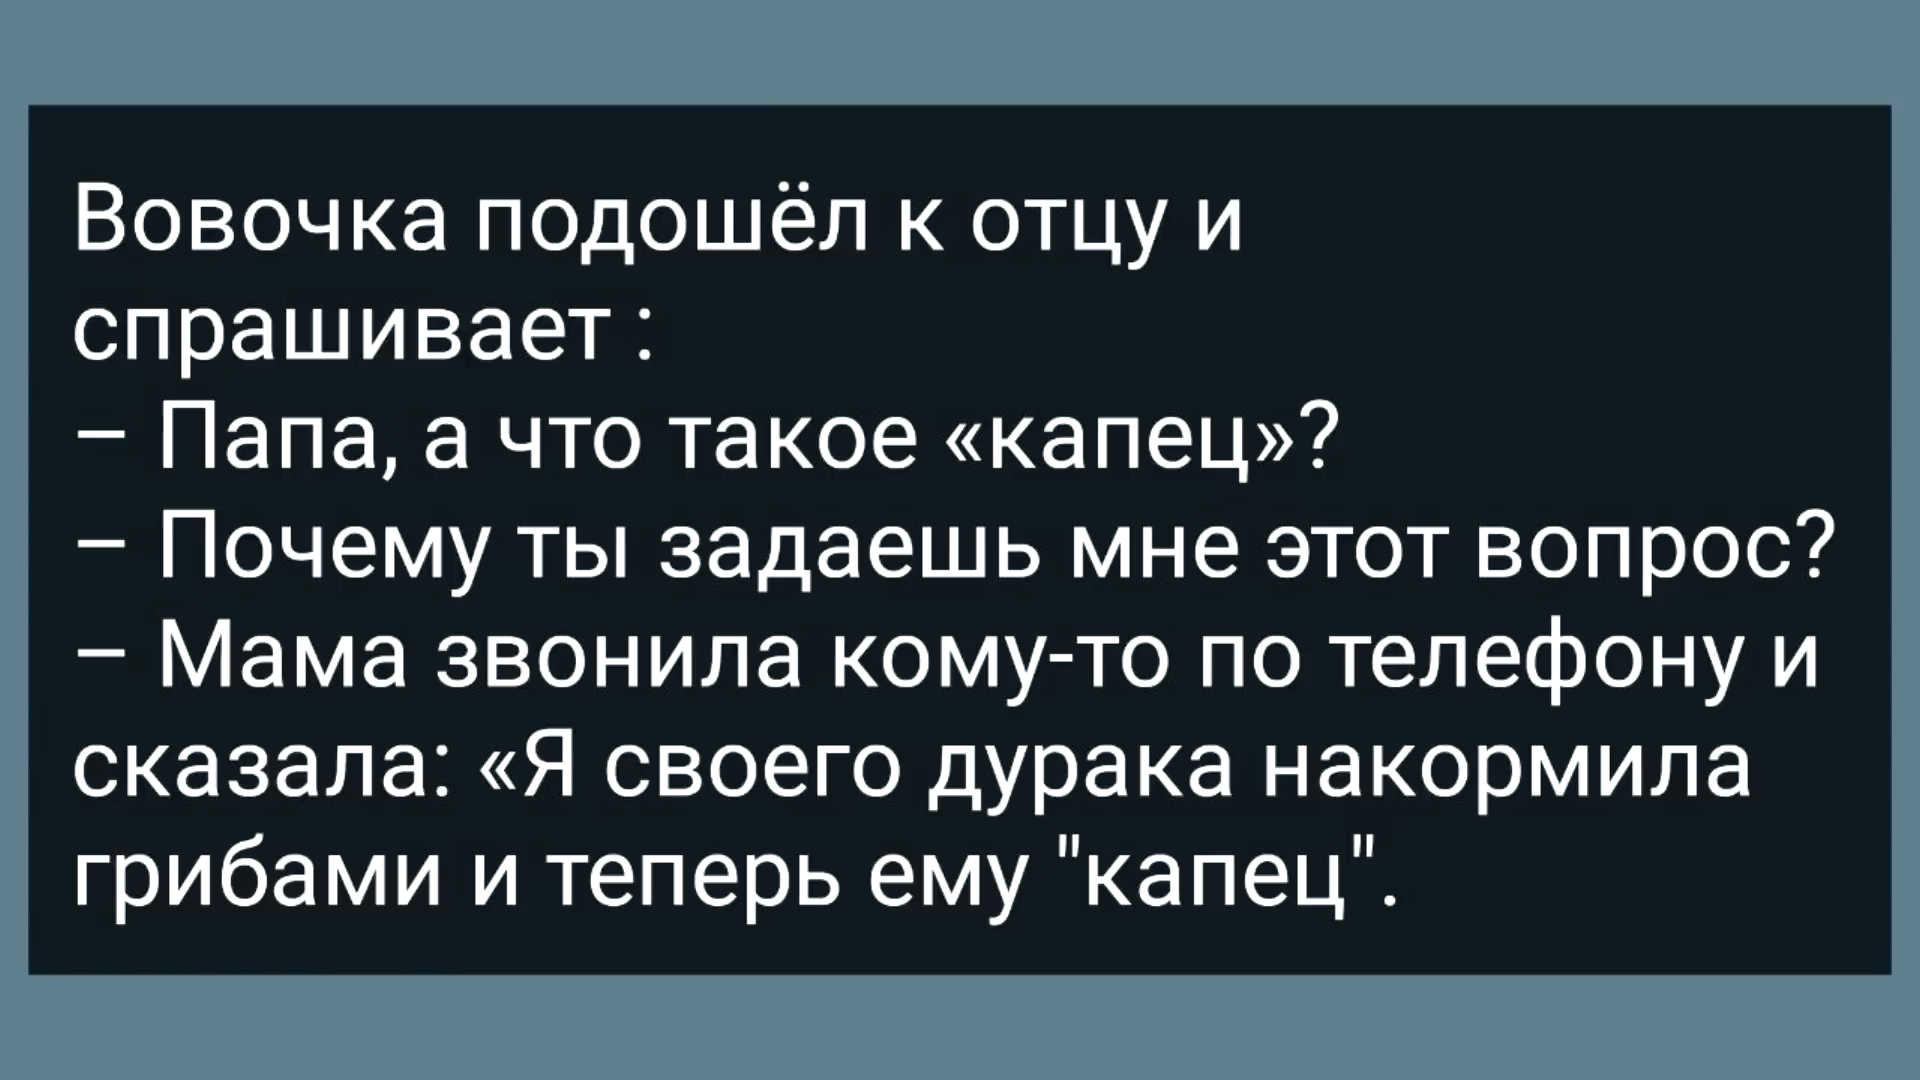 Вовочка подошёл к отцу и
спрашивает :
– Папа, а что такое «капец»?
– Почему ты задаешь мне этот вопрос?
– Мама звонила кому-то по телефону и
сказала: «Я своего дурака накормила
грибами и теперь ему "капец".